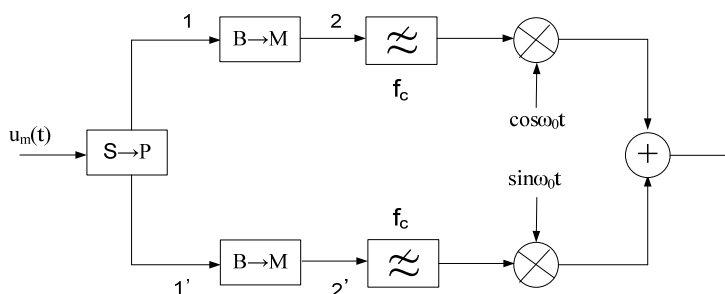 1
B→M
2
f_c
cosω₀t
u_m(t)
S→P
+
sinω₀t
f_c
B→M
1'
2'